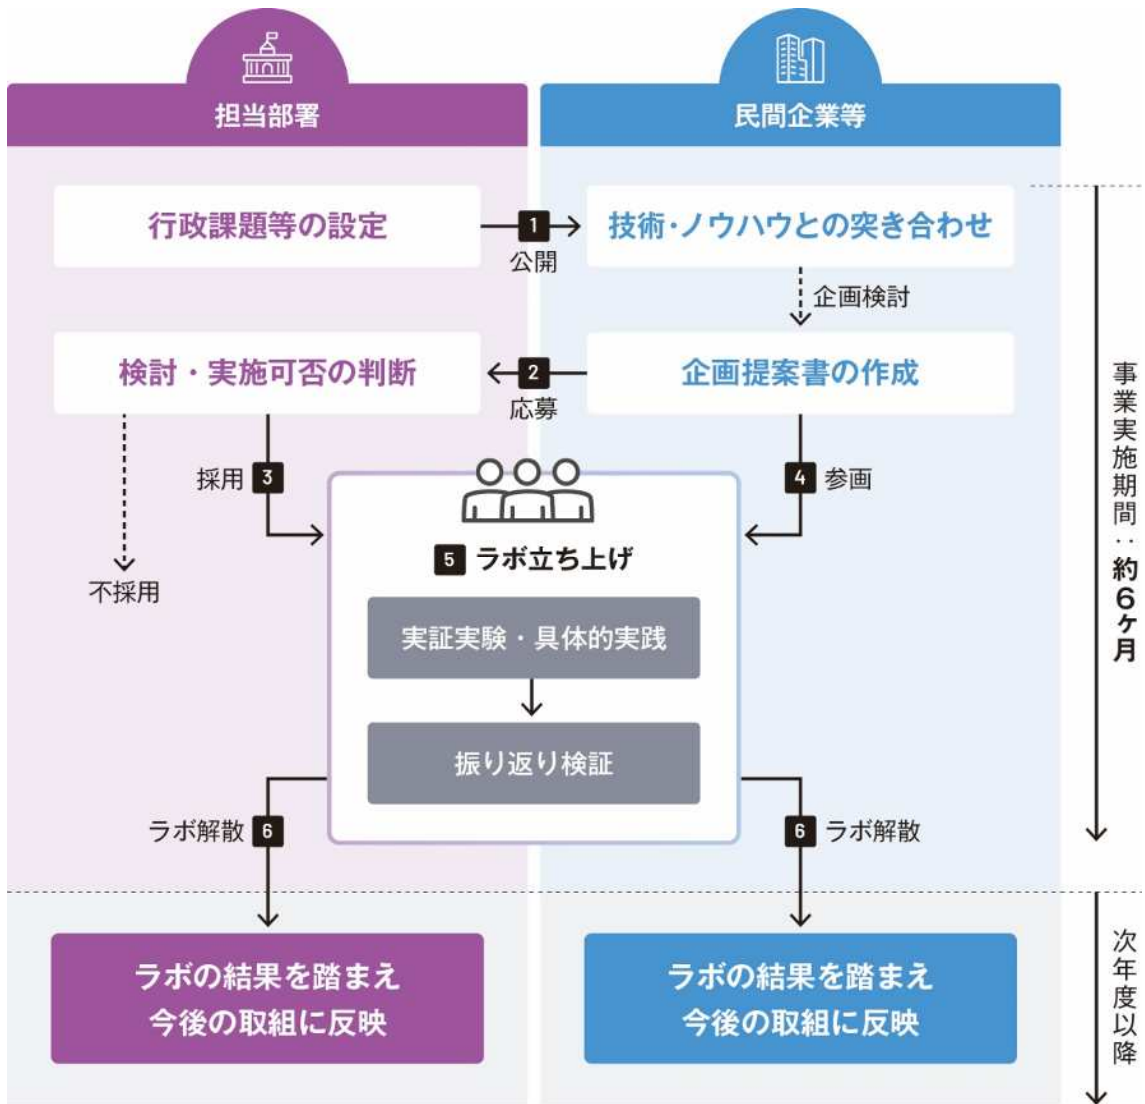 担当部署
民間企業等
行政課題等の設定
1
公開
技術・ノウハウとの突き合わせ
企画検討
検討・実施可否の判断
2
応募
企画提案書の作成
採用 3
不採用
4 参画
5 ラボ立ち上げ
実証実験・具体的実践
振り返り検証
ラボ解散 6
6 ラボ解散
ラボの結果を踏まえ
今後の取組に反映
ラボの結果を踏まえ
今後の取組に反映
事業実施期間：約6ヶ月
次年度以降